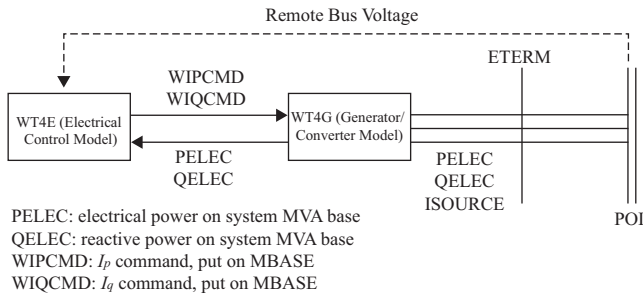 Remote Bus Voltage
ETERM
WIPCMD
WIQCMD
WT4E (Electrical
Control Model)
WT4G (Generator/
Converter Model)
PELEC
QELEC
PELEC
QELEC
ISOURCE
POI
PELEC: electrical power on system MVA base
QELEC: reactive power on system MVA base
WIPCMD: Ip command, put on MBASE
WIQCMD: Iq command, put on MBASE